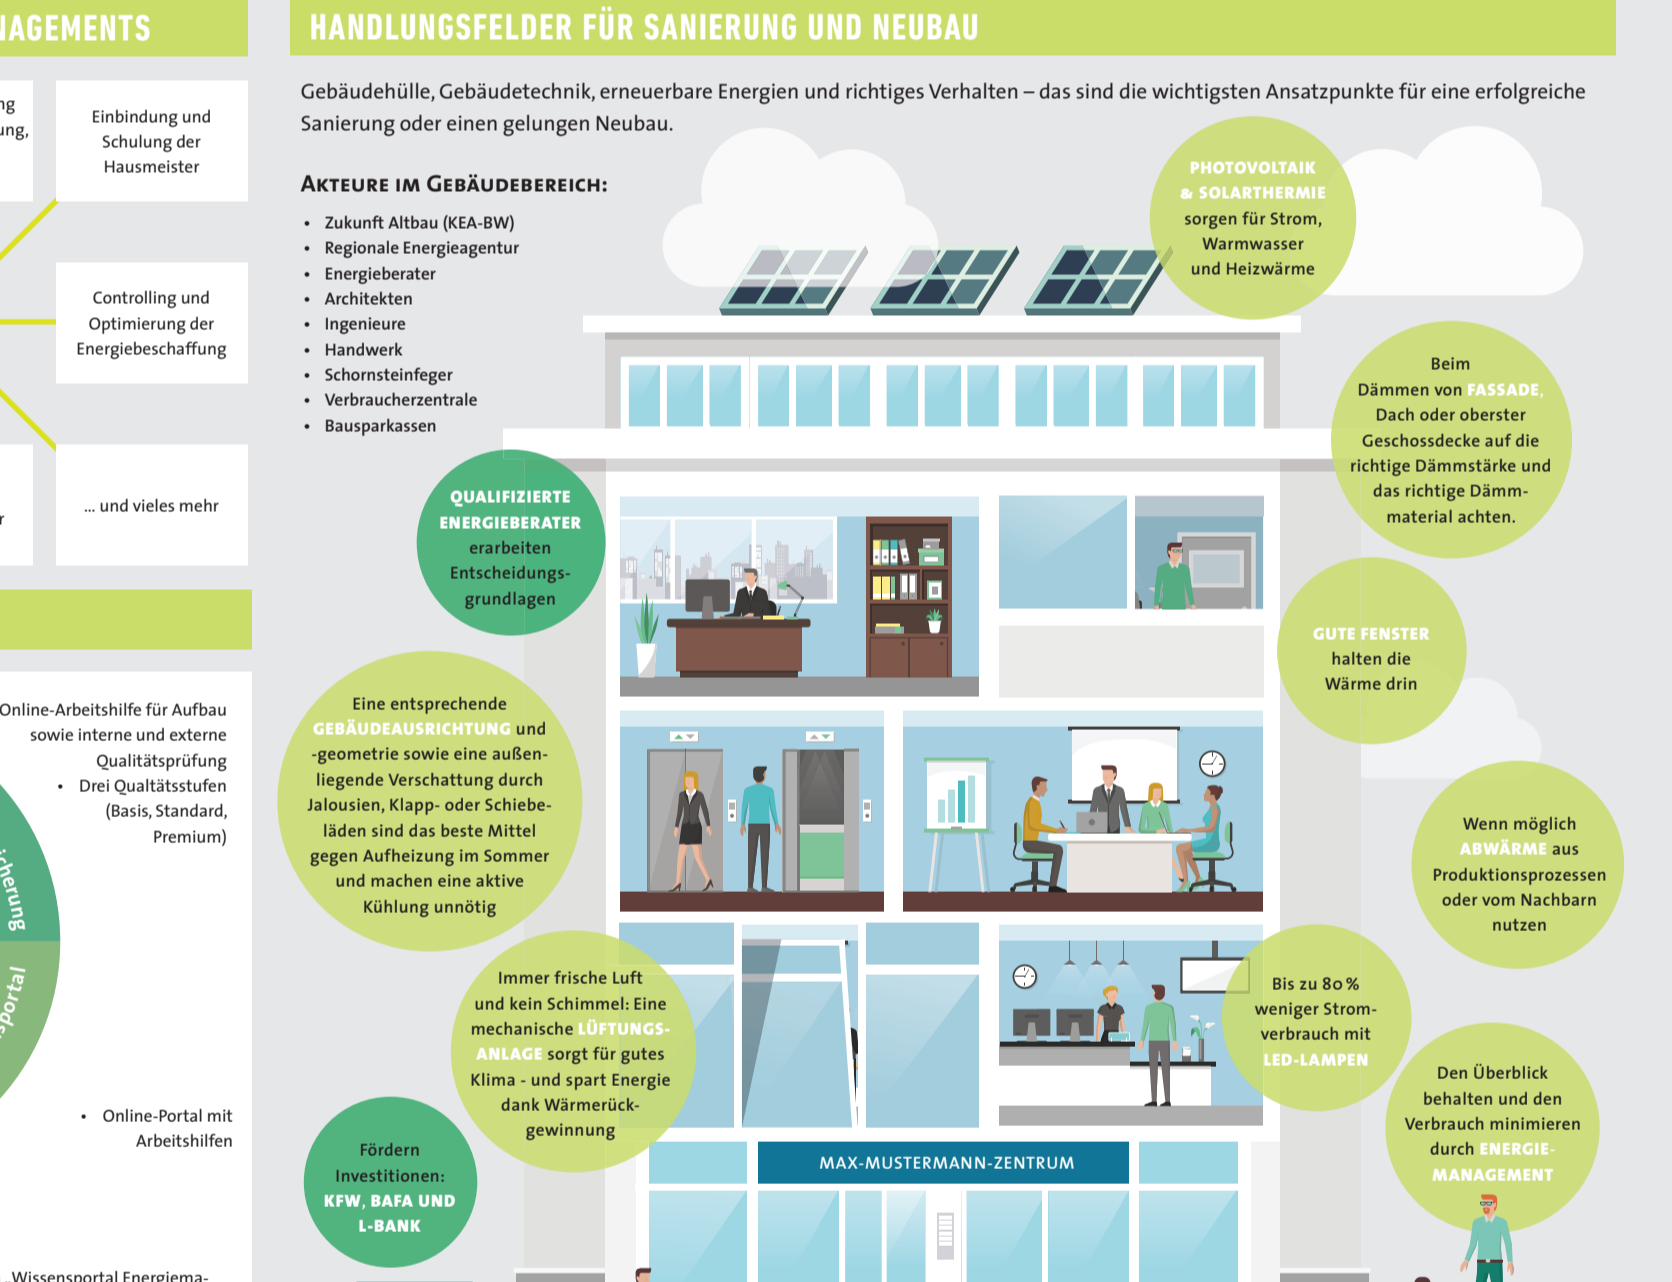 NAGEMENTS
Einbindung und
Schulung der
Hausmeister
Controlling und
Optimierung der
Energiebeschaffung
... und vieles mehr
Online-Arbeitshilfe für Aufbau
sowie interne und externe
Qualitätsprüfung
• Drei Qualtätsstufen
(Basis, Standard,
Premium)
• Online-Portal mit
Arbeitshilfen
„Wissensportal Energiema-
HANDLUNGSFELDER FÜR SANIERUNG UND NEUBAU
Gebäudehülle, Gebäudetechnik, erneuerbare Energien und richtiges Verhalten – das sind die wichtigsten Ansatzpunkte für eine erfolgreiche
Sanierung oder einen gelungen Neubau.
AKTEURE IM GEBÄUDEBEREICH:
• Zukunft Altbau (KEA-BW)
• Regionale Energieagentur
• Energieberater
• Architekten
• Ingenieure
• Handwerk
• Schornsteinfeger
• Verbraucherzentrale
• Bausparkassen
PHOTOVOLTAIK
& SOLARTHERMIE
sorgen für Strom,
Warmwasser
und Heizwärme
Beim
Dämmen von FASSADE,
Dach oder oberster
Geschossdecke auf die
richtige Dämmstärke und
das richtige Dämm-
material achten.
QUALIFIZIERTE
ENERGIEBERATER
erarbeiten
Entscheidungs-
grundlagen
GUTE FENSTER
halten die
Wärme drin
Eine entsprechende
GEBÄUDEAUSRICHTUNG und
-geometrie sowie eine außen-
liegende Verschattung durch
Jalousien, Klapp- oder Schiebe-
läden sind das beste Mittel
gegen Aufheizung im Sommer
und machen eine aktive
Kühlung unnötig
Wenn möglich
ABWÄRME aus
Produktionsprozessen
oder vom Nachbarn
nutzen
Immer frische Luft
und kein Schimmel: Eine
mechanische LÜFTUNGS-
ANLAGE sorgt für gutes
Klima - und spart Energie
dank Wärmerück-
gewinnung
Bis zu 80 %
weniger Strom-
verbrauch mit
LED-LAMPEN
Den Überblick
behalten und den
Verbrauch minimieren
durch ENERGIE-
MANAGEMENT
Fördern
Investitionen:
KFW, BAFA UND
L-BANK
MAX-MUSTERMANN-ZENTRUM